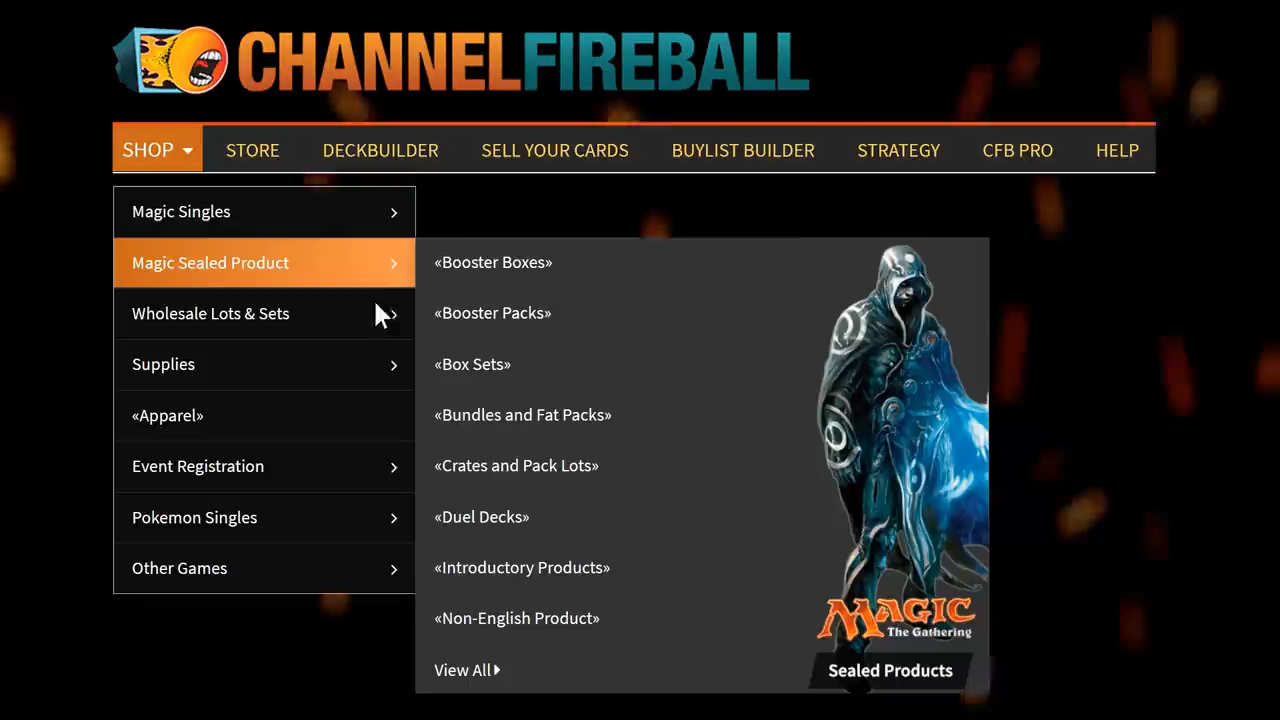 CHANNELFIREBALL
SHOP STORE DECKBUILDER SELL YOUR CARDS BUYLIST BUILDER STRATEGY CFB PRO HELP
Magic Singles
Magic Sealed Product
Wholesale Lots & Sets
Supplies
«Apparel»
Event Registration
Pokemon Singles
Other Games
«Booster Boxes»
«Booster Packs»
«Box Sets»
«Bundles and Fat Packs»
«Crates and Pack Lots»
«Duel Decks»
«Introductory Products»
«Non-English Product»
View All
MAGIC
The Gathering
Sealed Products